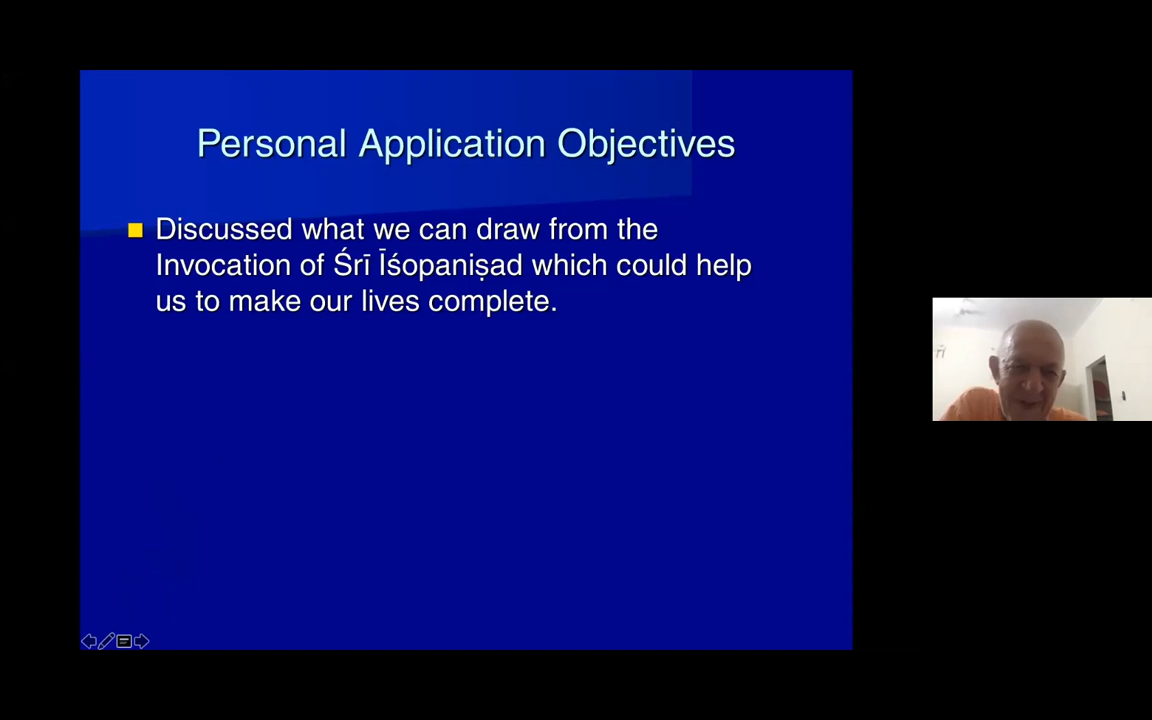 Personal Application Objectives
Discussed what we can draw from the
Invocation of Śrī Īśopaniṣad which could help
us to make our lives complete.